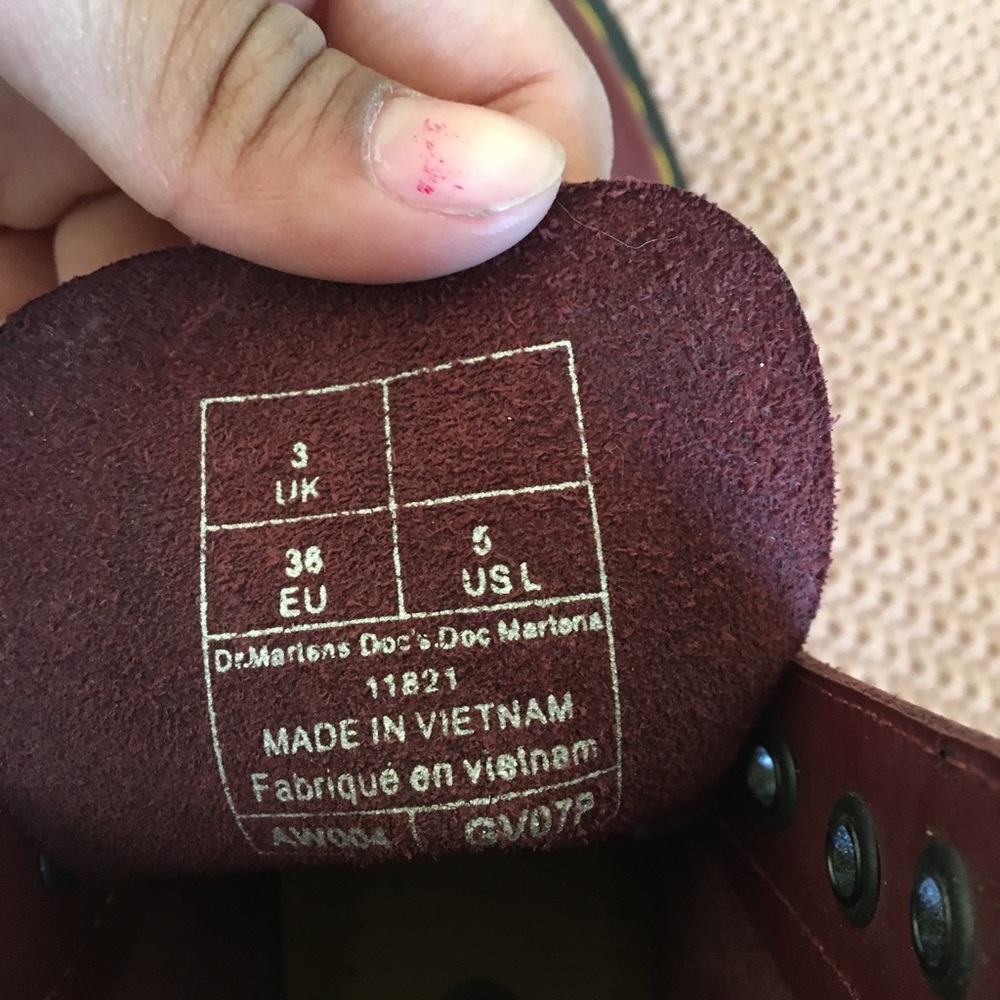 3
UK
36
EU
5
US L
Dr.Martens Doc's.Doc Martens
11821
MADE IN VIETNAM
Fabriqué en vietnam
AW004
GV07P